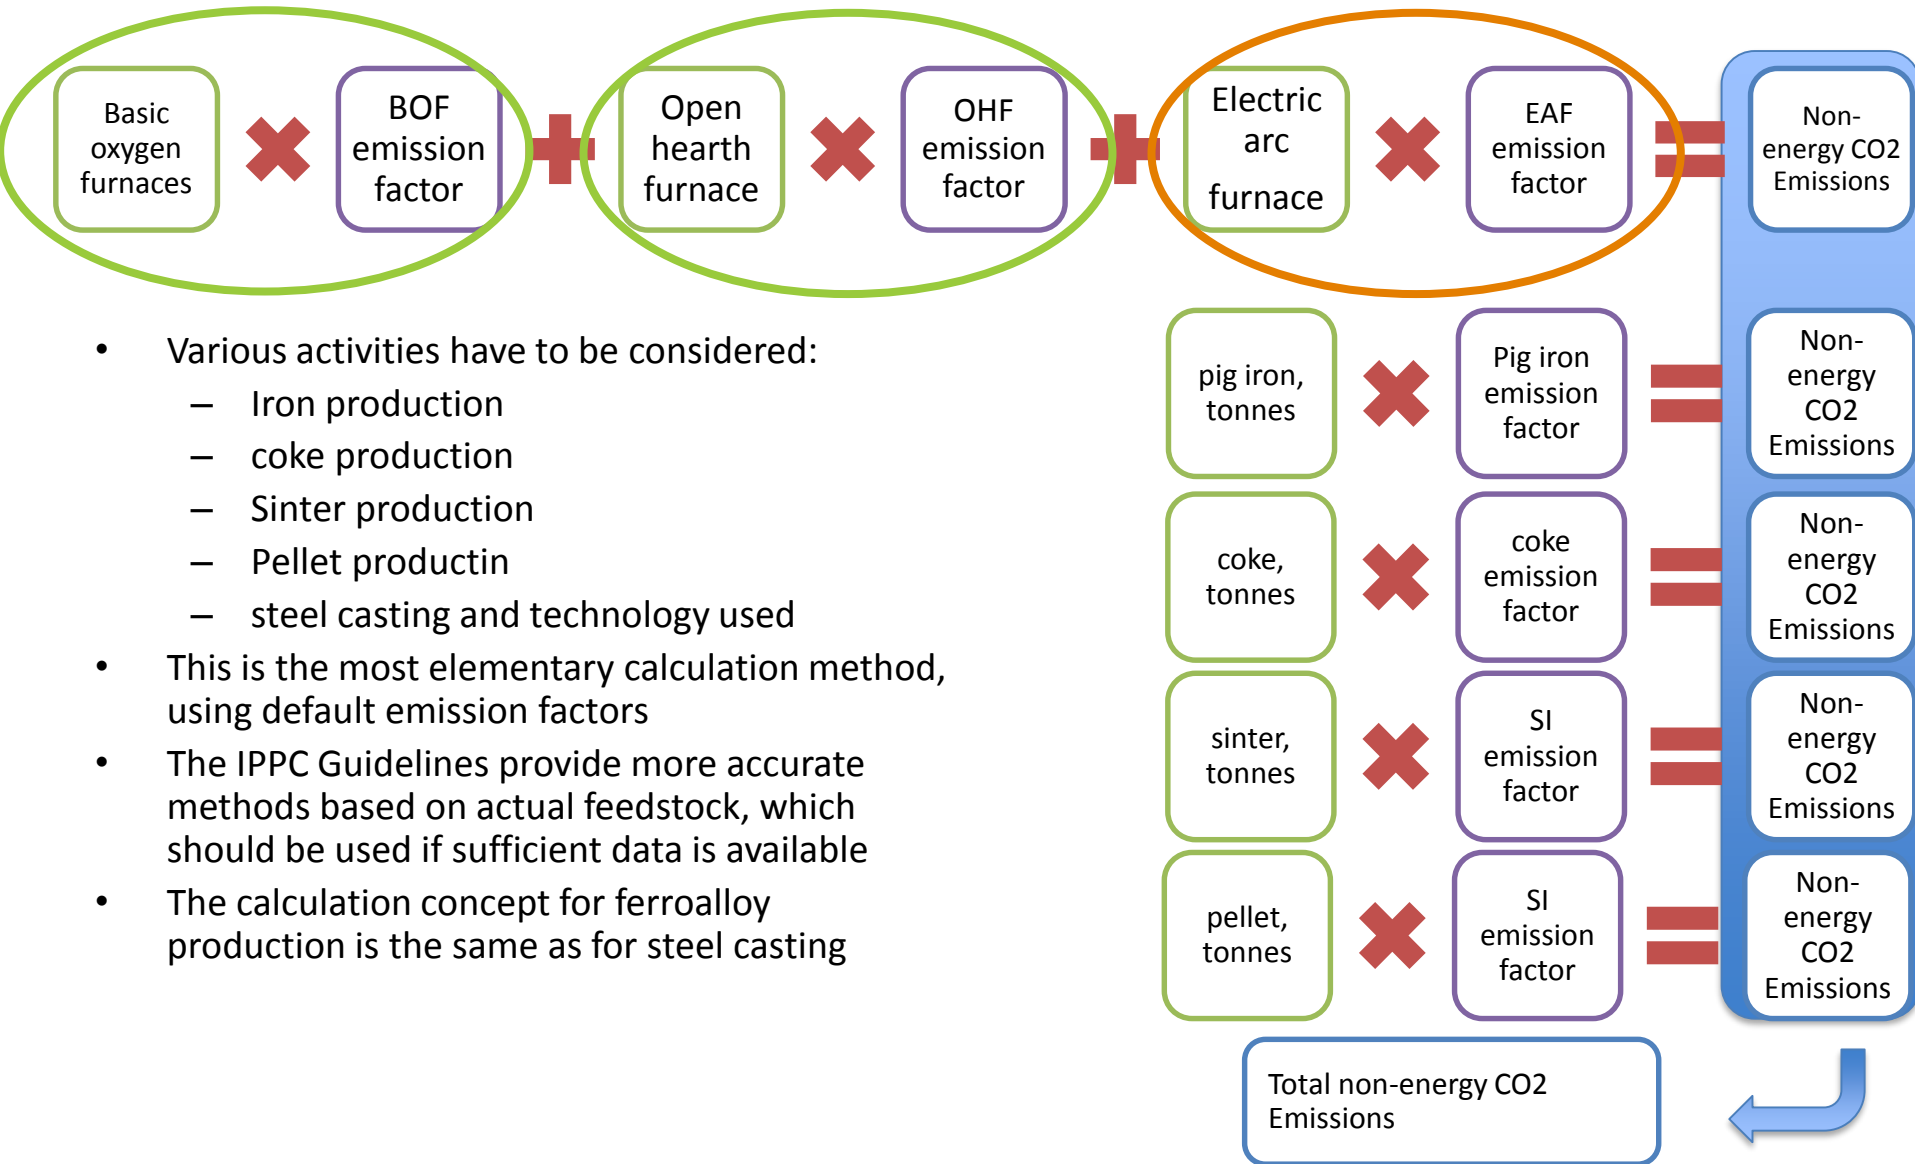 Basic
oxygen
furnaces
BOF
emission
factor
Open
hearth
furnace
OHF
emission
factor
Electric
arc
furnace
EAF
emission
factor
Non-
energy CO2
Emissions
• Various activities have to be considered:
– Iron production
– coke production
– Sinter production
– Pellet productin
– steel casting and technology used
• This is the most elementary calculation method,
using default emission factors
• The IPPC Guidelines provide more accurate
methods based on actual feedstock, which
should be used if sufficient data is available
• The calculation concept for ferroalloy
production is the same as for steel casting
pig iron,
tonnes
Pig iron
emission
factor
Non-
energy
CO2
Emissions
coke,
tonnes
coke
emission
factor
Non-
energy
CO2
Emissions
sinter,
tonnes
SI
emission
factor
Non-
energy
CO2
Emissions
pellet,
tonnes
SI
emission
factor
Non-
energy
CO2
Emissions
Total non-energy CO2
Emissions